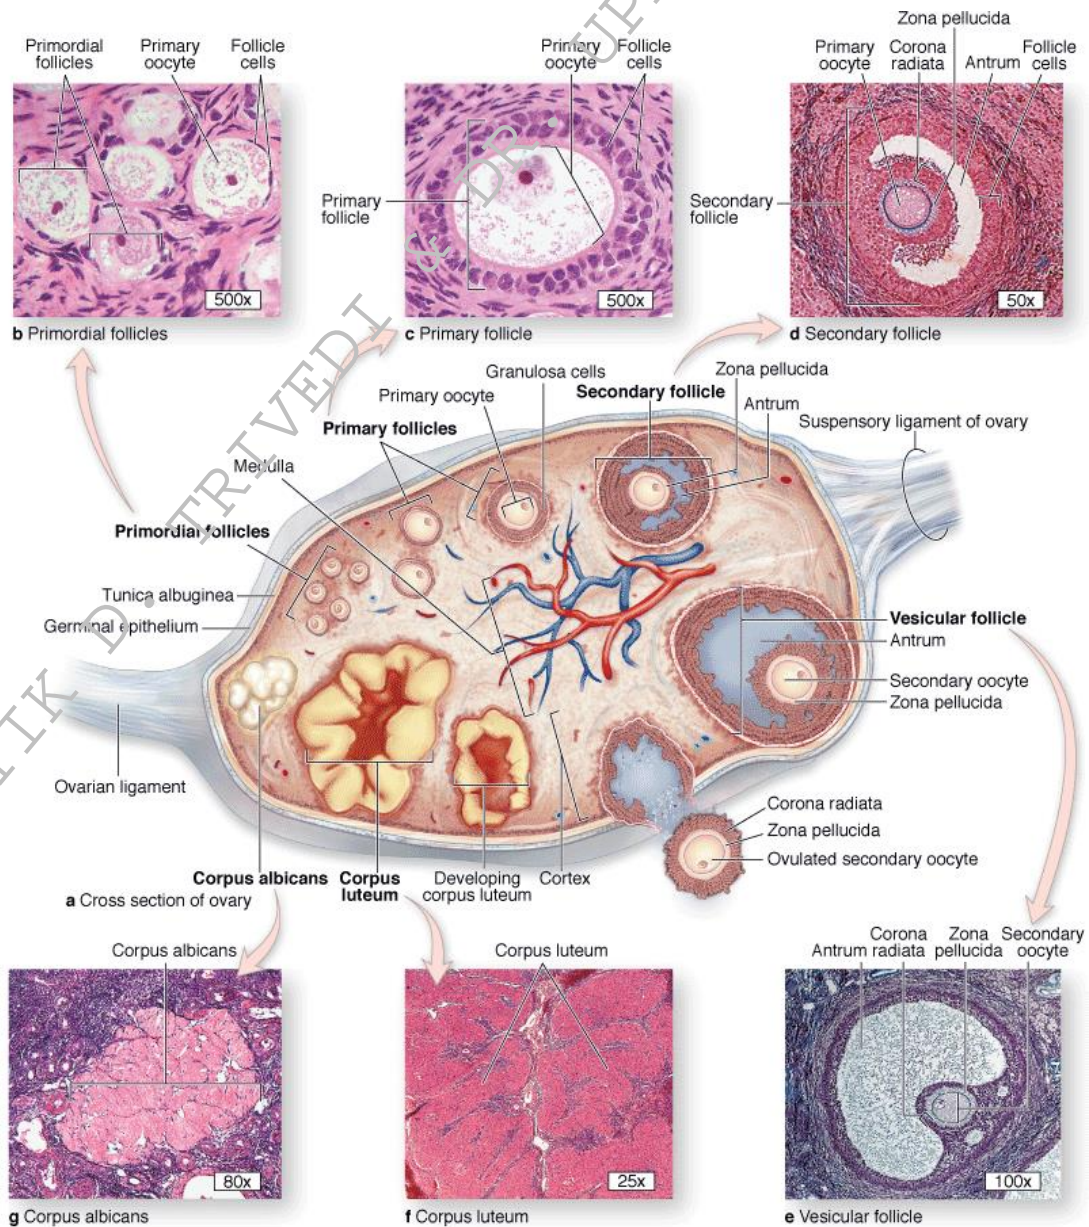 Zona pellucida
Primordial follicles
Primary oocyte
Follicle cells
Primary oocyte
Follicle cells
Primary oocyte
Corona radiata
Antrum
Follicle cells
Primary follicle
Secondary follicle
500x
500x
50x
b Primordial follicles
c Primary follicle
d Secondary follicle
Granulosa cells
Zona pellucida
Primary oocyte
Secondary follicle
Antrum
Primary follicles
Suspensory ligament of ovary
Medulla
Primordial follicles
Tunica albuginea
Germinal epithelium
Vesicular follicle
Antrum
Secondary oocyte
Zona pellucida
Ovarian ligament
Corona radiata
Zona pellucida
Ovulated secondary oocyte
Corpus albicans
Corpus luteum
Developing corpus luteum
Cortex
a Cross section of ovary
Corpus albicans
Corpus luteum
Antrum
Corona radiata
Zona pellucida
Secondary oocyte
80x
25x
100x
g Corpus albicans
f Corpus luteum
e Vesicular follicle
TIK D. TRIVEDI & DR. UP